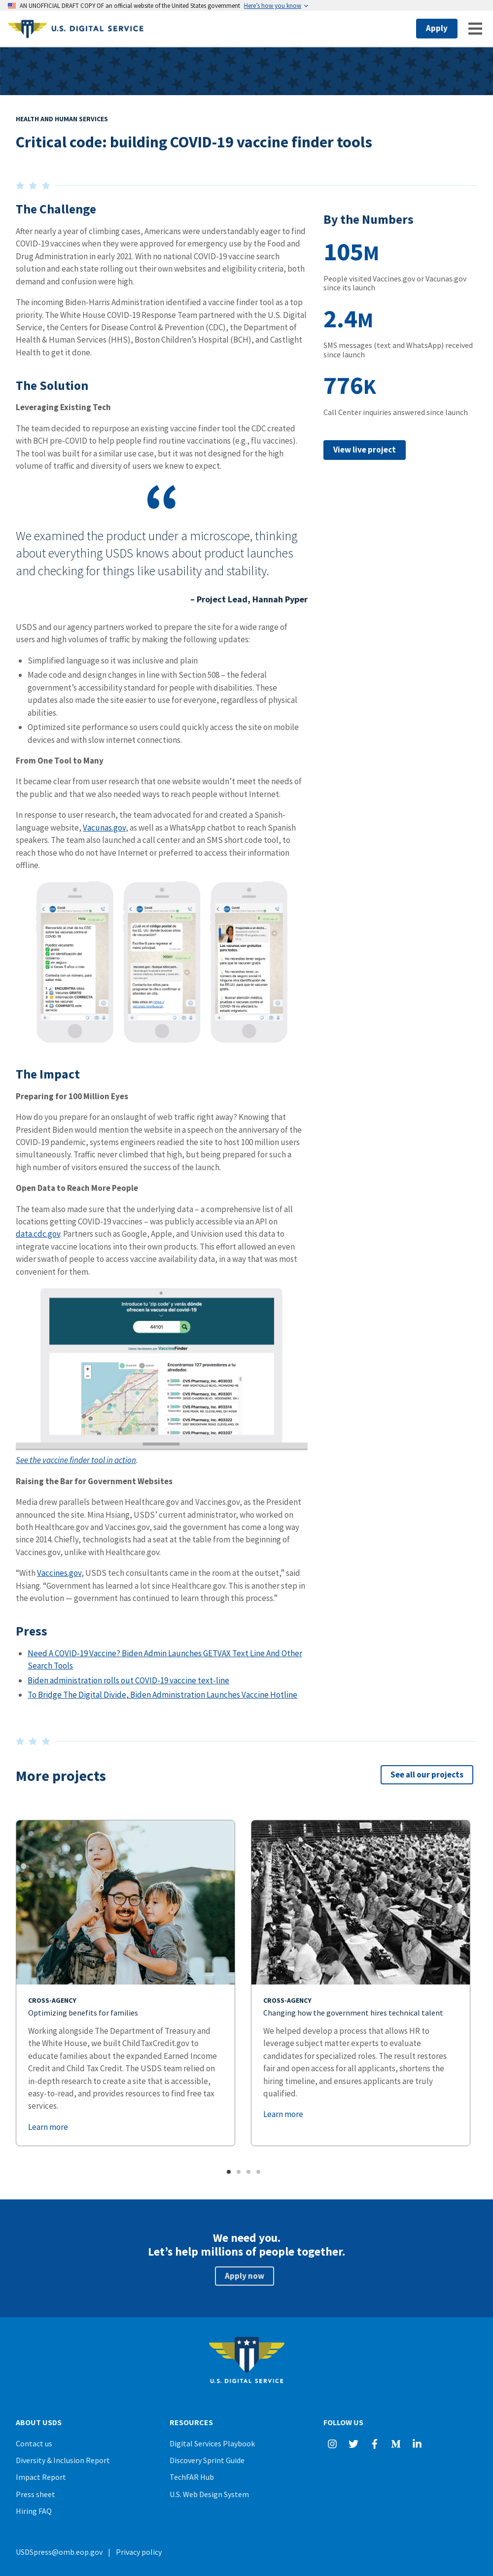 AN UNOFFICIAL DRAFT COPY OF an official website of the United States government Here's how you know
U.S. DIGITAL SERVICE
Apply
HEALTH AND HUMAN SERVICES
Critical code: building COVID-19 vaccine finder tools
The Challenge
After nearly a year of climbing cases, Americans were understandably eager to find
COVID-19 vaccines when they were approved for emergency use by the Food and
Drug Administration in early 2021. With no national COVID-19 vaccine search
solution and each state rolling out their own websites and eligibility criteria, both
demand and confusion were high.
The incoming Biden-Harris Administration identified a vaccine finder tool as a top
priority. The White House COVID-19 Response Team partnered with the U.S. Digital
Service, the Centers for Disease Control & Prevention (CDC), the Department of
Health & Human Services (HHS), Boston Children's Hospital (BCH), and Castlight
Health to get it done.
The Solution
Leveraging Existing Tech
The team decided to repurpose an existing vaccine finder tool the CDC created
with BCH pre-COVID to help people find routine vaccinations (e.g., flu vaccines).
The tool was built for a similar use case, but it was not designed for the high
volume of traffic and diversity of users we knew to expect.
“
We examined the product under a microscope, thinking
about everything USDS knows about product launches
and checking for things like usability and stability.
– Project Lead, Hannah Pyper
USDS and our agency partners worked to prepare the site for a wide range of
users and high volumes of traffic by making the following updates:
Simplified language so it was inclusive and plain
Made code and design changes in line with Section 508 – the federal
government's accessibility standard for people with disabilities. These
updates also made the site easier to use for everyone, regardless of physical
abilities.
Optimized site performance so users could quickly access the site on mobile
devices and with slow internet connections.
From One Tool to Many
It became clear from user research that one website wouldn't meet the needs of
the public and that we also needed ways to reach people without Internet.
In response to user research, the team advocated for and created a Spanish-
language website, Vacunas.gov, as well as a WhatsApp chatbot to reach Spanish
speakers. The team also launched a call center and an SMS short code tool, to
reach those who do not have Internet or preferred to access their information
offline.
The Impact
Preparing for 100 Million Eyes
How do you prepare for an onslaught of web traffic right away? Knowing that
President Biden would mention the website in a speech on the anniversary of the
COVID-19 pandemic, systems engineers readied the site to host 100 million users
simultaneously. Traffic never climbed that high, but being prepared for such a
high number of visitors ensured the success of the launch.
Open Data to Reach More People
The team also made sure that the underlying data – a comprehensive list of all
locations getting COVID-19 vaccines – was publicly accessible via an API on
data.cdc.gov. Partners such as Google, Apple, and Univision used this data to
integrate vaccine locations into their own products. This effort allowed an even
wider swath of people to access vaccine availability data, in a way that was most
convenient for them.
Introduce tu 'zip code' y verás dónde
ofrecen la vacuna del covid-19
44101
VaccineFinder
Encontramos 127 proveedores a tu
alrededor.
CVS Pharmacy, Inc. #03331
See the vaccine finder tool in action.
Raising the Bar for Government Websites
Media drew parallels between Healthcare.gov and Vaccines.gov, as the President
announced the site. Mina Hsiang, USDS' current administrator, who worked on
both Healthcare.gov and Vaccines.gov, said the government has come a long way
since 2014. Chiefly, technologists had a seat at the table from the beginning of
Vaccines.gov, unlike with Healthcare.gov.
“With Vaccines.gov, USDS tech consultants came in the room at the outset,” said
Hsiang. “Government has learned a lot since Healthcare.gov. This is another step in
the evolution — government has continued to learn through this process.”
Press
Need A COVID-19 Vaccine? Biden Admin Launches GETVAX Text Line And Other
Search Tools
Biden administration rolls out COVID-19 vaccine text-line
To Bridge The Digital Divide, Biden Administration Launches Vaccine Hotline
By the Numbers
105M
People visited Vaccines.gov or Vacunas.gov
since its launch
2.4M
SMS messages (text and WhatsApp) received
since launch
776K
Call Center inquiries answered since launch
View live project
More projects
See all our projects
CROSS-AGENCY
Optimizing benefits for families
Working alongside The Department of Treasury and
the White House, we built ChildTaxCredit.gov to
educate families about the expanded Earned Income
Credit and Child Tax Credit. The USDS team relied on
in-depth research to create a site that is accessible,
easy-to-read, and provides resources to find free tax
services.
Learn more
CROSS-AGENCY
Changing how the government hires technical talent
We helped develop a process that allows HR to
leverage subject matter experts to evaluate
candidates for specialized roles. The result restores
fair and open access for all applicants, shortens the
hiring timeline, and ensures applicants are truly
qualified.
Learn more
We need you.
Let's help millions of people together.
Apply now
U.S. DIGITAL SERVICE
ABOUT USDS
Contact us
Diversity & Inclusion Report
Impact Report
Press sheet
Hiring FAQ
RESOURCES
Digital Services Playbook
Discovery Sprint Guide
TechFAR Hub
U.S. Web Design System
FOLLOW US
USDSpress@omb.eop.gov | Privacy policy